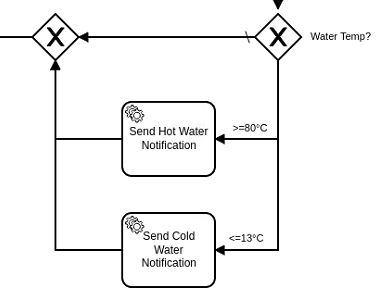 Water Temp?
Send Hot Water
Notification
>=80°C
Send Cold
Water
Notification
<=13°C